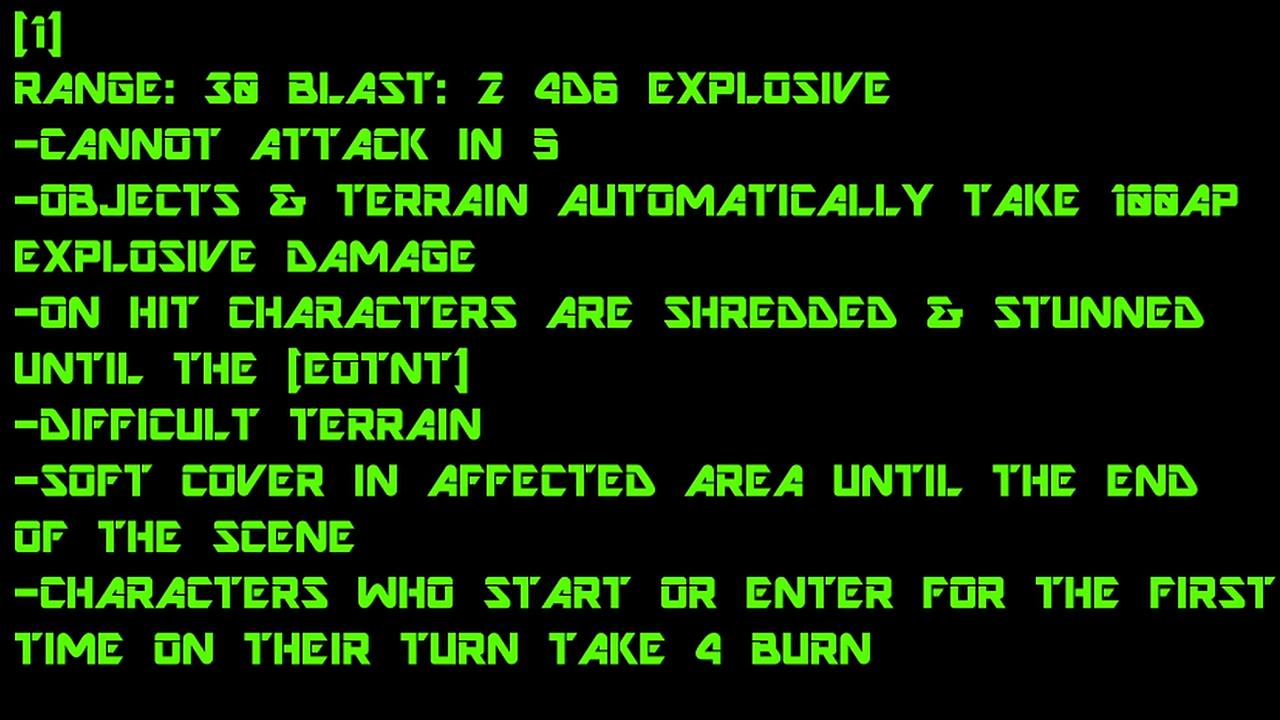 [1]
RANGE: 30 BLAST: 2 4D6 EXPLOSIVE
-CANNOT ATTACK IN 5
-OBJECTS & TERRAIN AUTOMATICALLY TAKE 100AP
EXPLOSIVE DAMAGE
-ON HIT CHARACTERS ARE SHREDDED & STUNNED
UNTIL THE [EOTNT]
-DIFFICULT TERRAIN
-SOFT COVER IN AFFECTED AREA UNTIL THE END
OF THE SCENE
-CHARACTERS WHO START OR ENTER FOR THE FIRST
TIME ON THEIR TURN TAKE 4 BURN